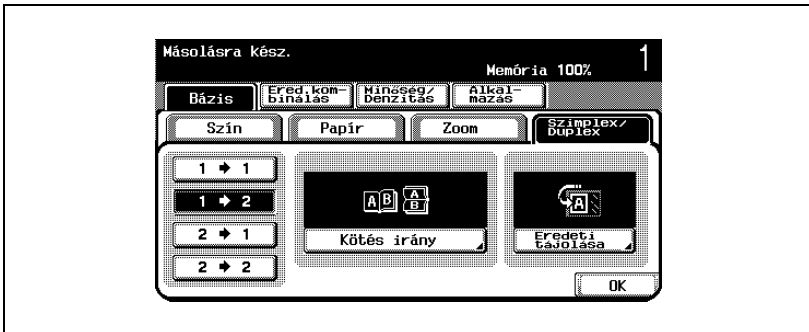 Másolásra kész.
Memória 100%
1
Bázis
Ered.kom-
binálás
Minőség/
Denzitás
Alkal-
mazás
Szín
Papír
Zoom
Szimplex/
Duplex
1 ➔ 1
1 ➔ 2
2 ➔ 1
2 ➔ 2
A B
A
B
Kötés irány
A
Eredeti
tájolása
OK